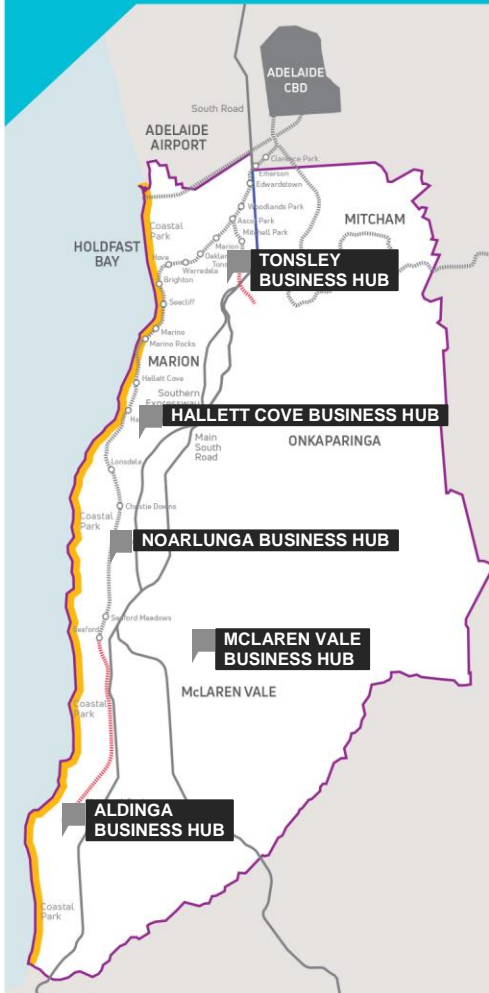 ADELAIDE
CBD
South Road
ADELAIDE
AIRPORT
Clarence Park
Emerson
Edwardstown
Woodlands Park
Ascot Park
Mitchell Park
MITCHAM
Coastal
Park
HOLDFAST
BAY
Marion
Hove
Warradale
Brighton
TONSLEY
BUSINESS HUB
Seacliff
Marino
Marino Rocks
MARION
Hallett Cove
Southern
Expressway
HALLETT COVE BUSINESS HUB
Main
South
Road
ONKAPARINGA
Lonsdale
Christie Downs
Coastal
Park
NOARLUNGA BUSINESS HUB
Seaford Meadows
Seaford
MCLAREN VALE
BUSINESS HUB
McLAREN VALE
Coastal
Park
ALDINGA
BUSINESS HUB
Coastal
Park